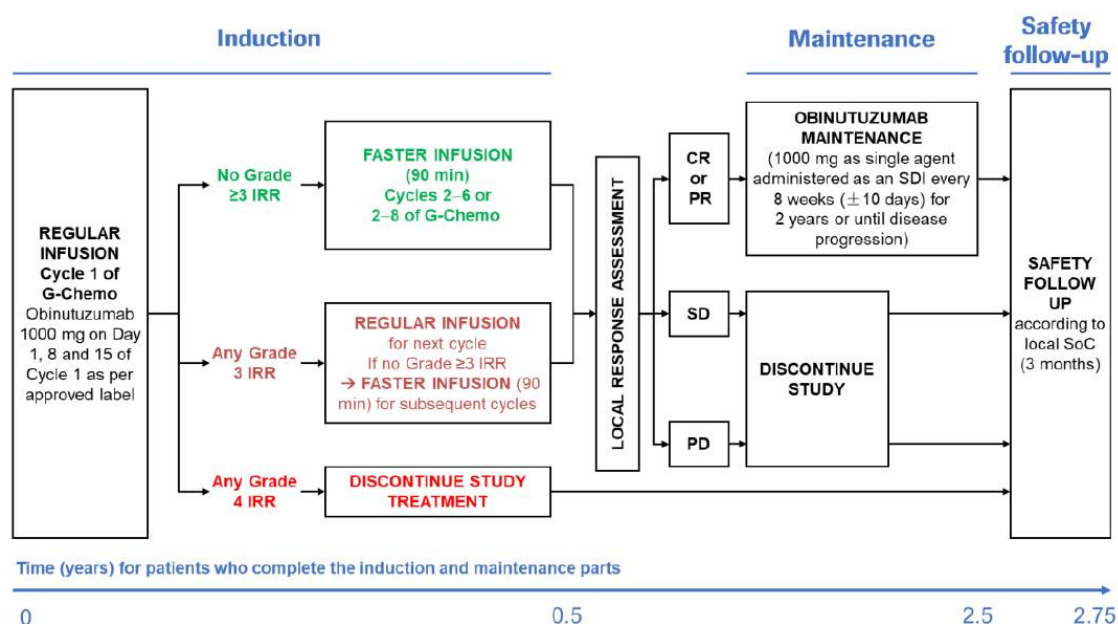 Induction
Maintenance
Safety
follow-up
REGULAR
INFUSION
Cycle 1 of
G-Chemo
Obinutuzumab
1000 mg on Day
1, 8 and 15 of
Cycle 1 as per
approved label
No Grade
≥3 IRR
FASTER INFUSION
(90 min)
Cycles 2–6 or
2–8 of G-Chemo
Any Grade
3 IRR
REGULAR INFUSION
for next cycle
If no Grade ≥3 IRR
→ FASTER INFUSION (90
min) for subsequent cycles
Any Grade
4 IRR
DISCONTINUE STUDY
TREATMENT
LOCAL RESPONSE ASSESSMENT
CR
or
PR
OBINUTUZUMAB
MAINTENANCE
(1000 mg as single agent
administered as an SDI every
8 weeks (±10 days) for
2 years or until disease
progression)
SD
PD
DISCONTINUE
STUDY
SAFETY
FOLLOW
UP
according to
local SoC
(3 months)
Time (years) for patients who complete the induction and maintenance parts
0 0.5 2.5 2.75